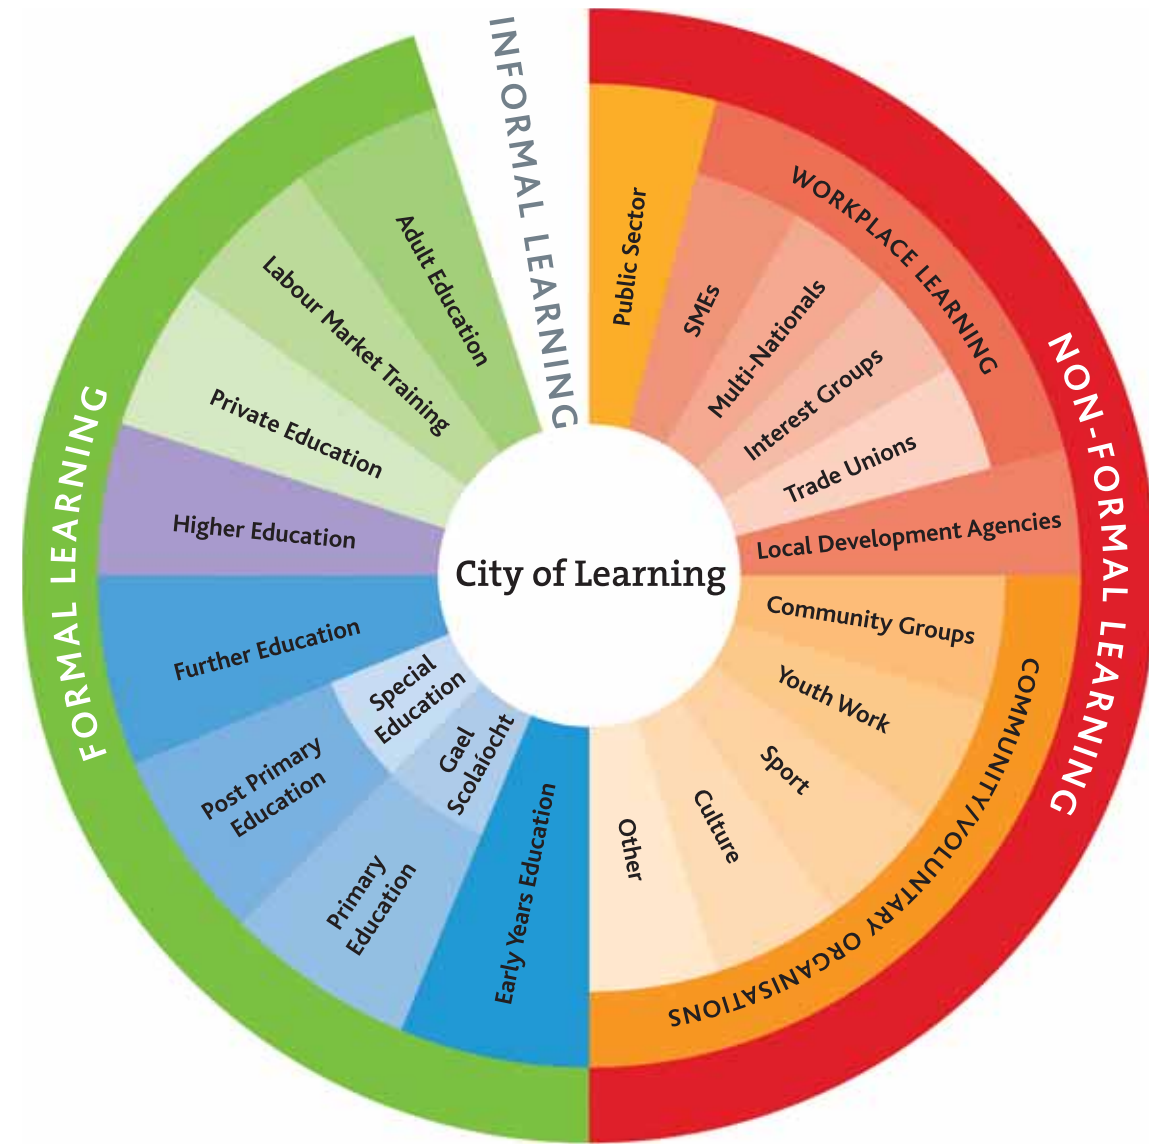 City of Learning
INFORMAL LEARNING
NON-FORMAL LEARNING
Public Sector
WORKPLACE LEARNING
SMEs
Multi-Nationals
Interest Groups
Trade Unions
Local Development Agencies
COMMUNITY/VOLUNTARY ORGANISATIONS
Community Groups
Youth Work
Sport
Culture
Other
FORMAL LEARNING
Early Years Education
Primary
Education
Gael
Scolaíocht
Special
Education
Post Primary
Education
Further Education
Higher Education
Private Education
Labour Market Training
Adult Education